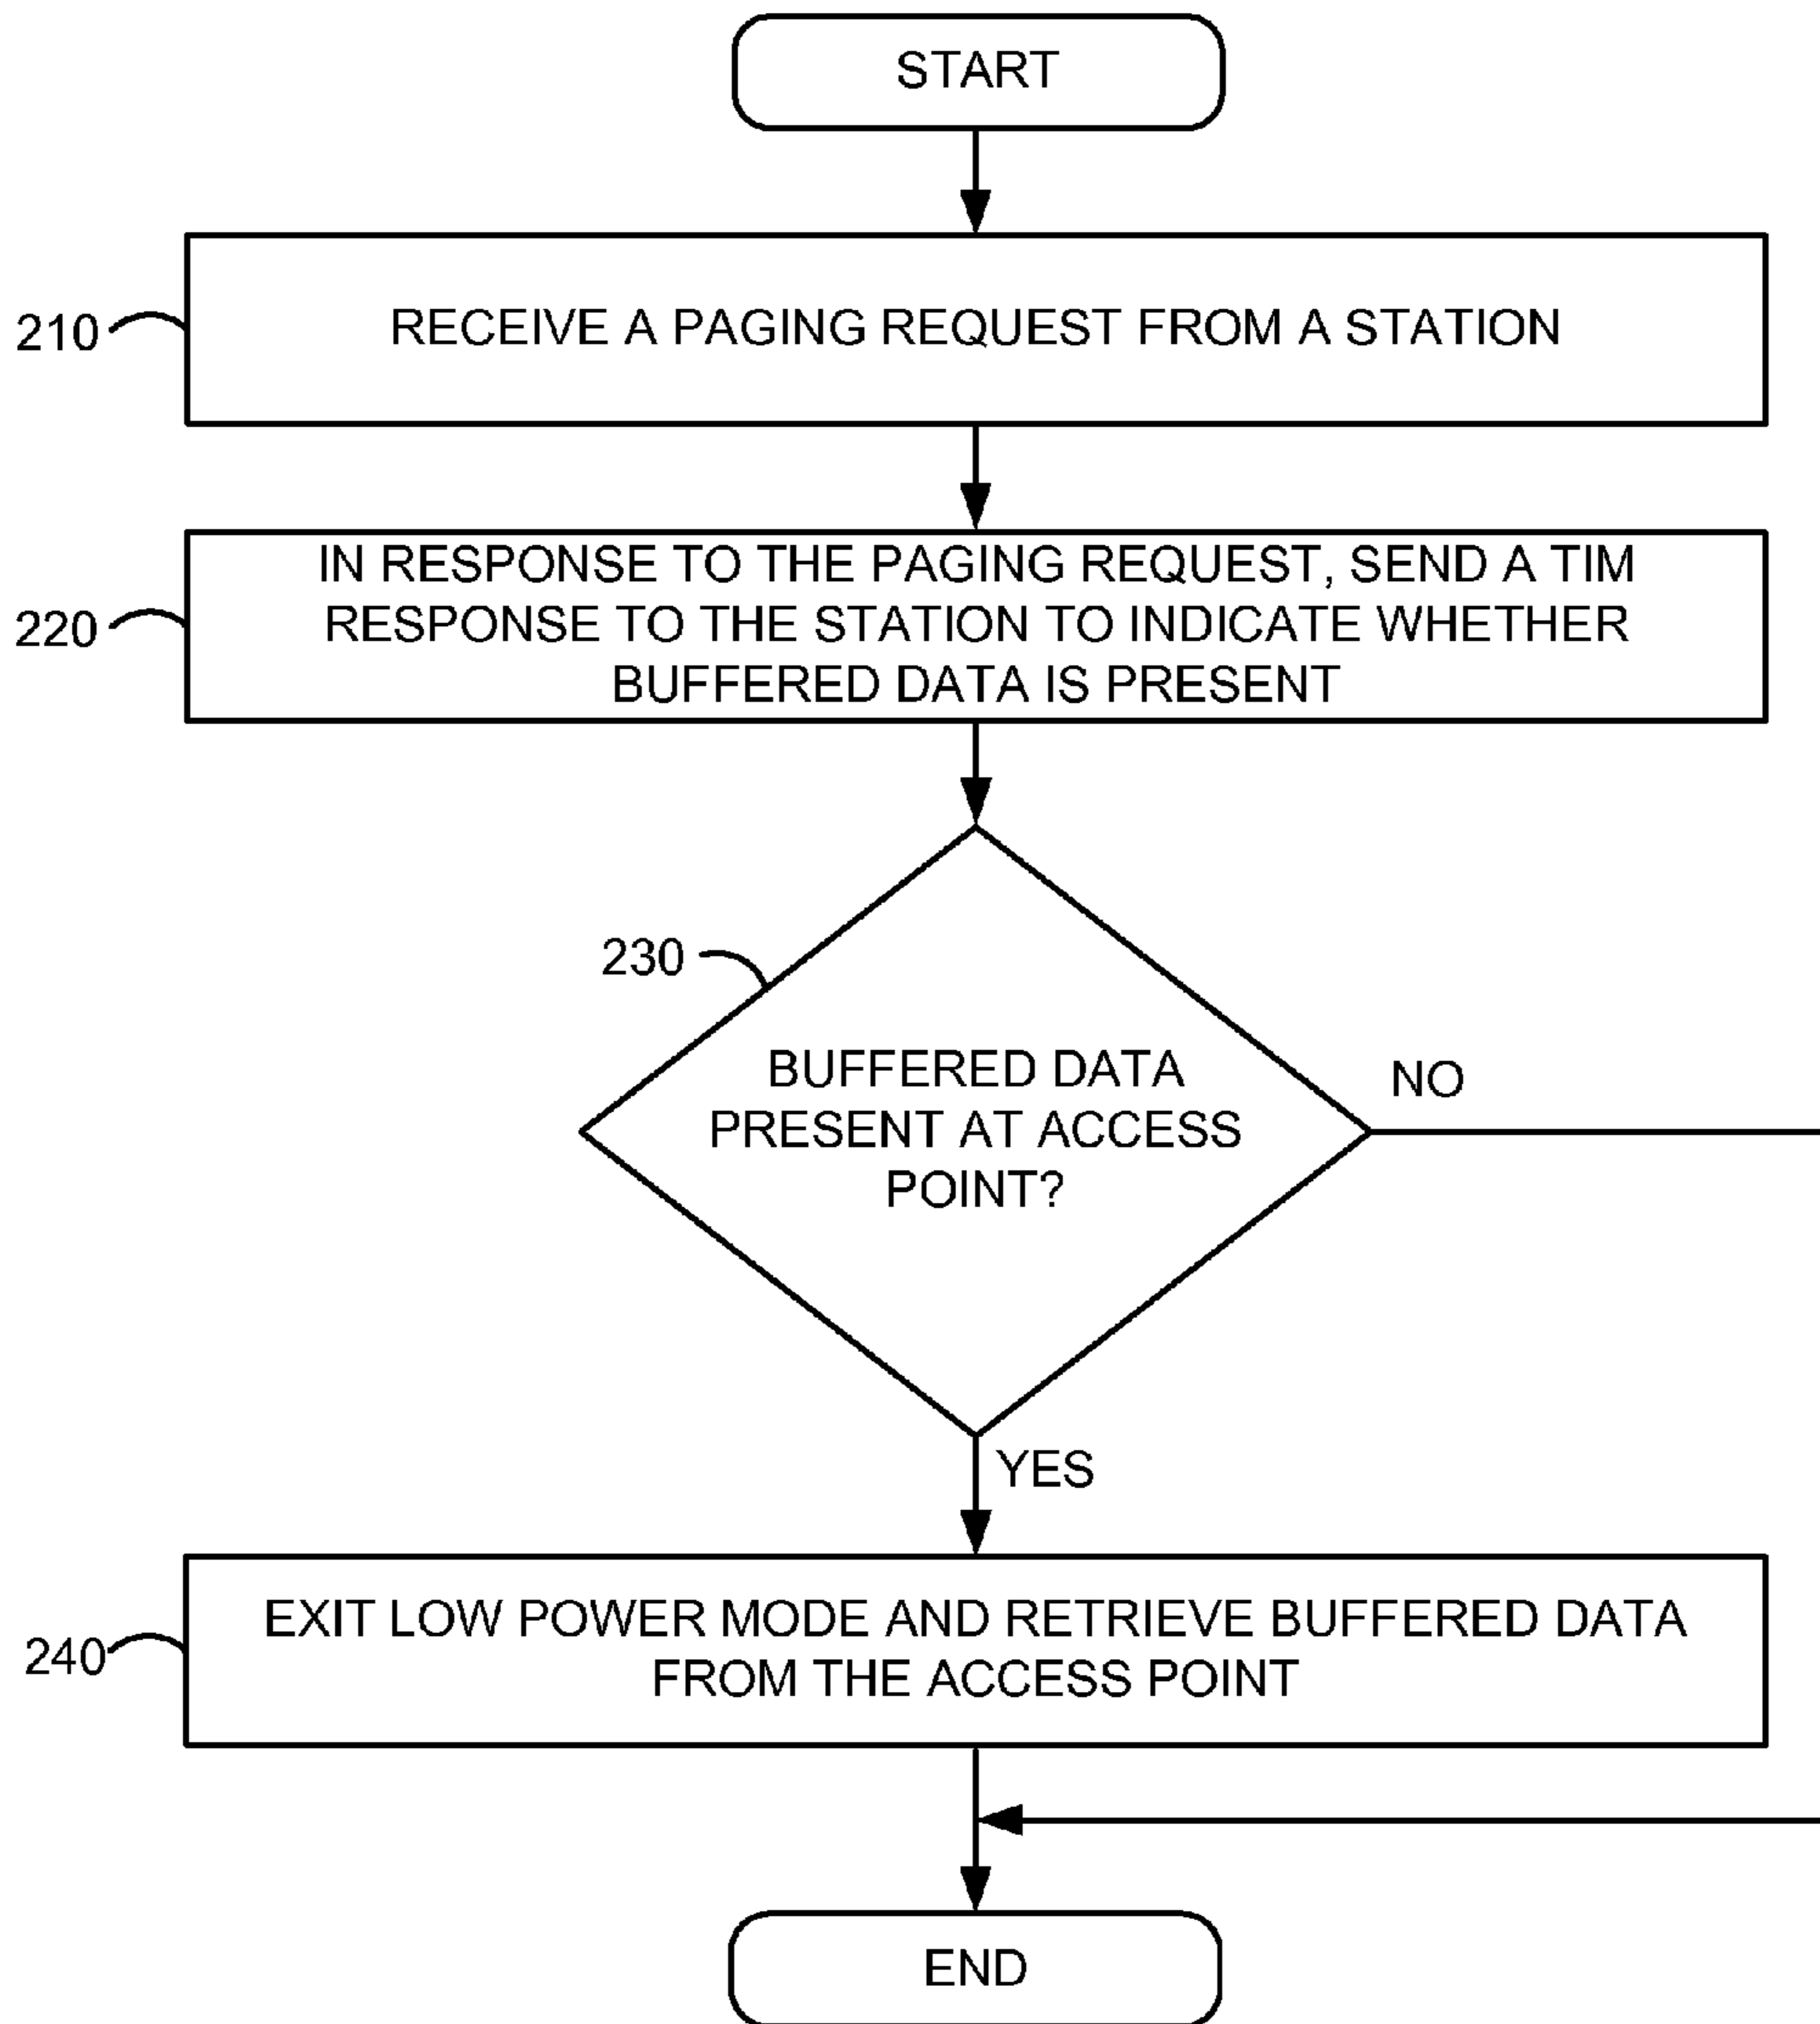 START
210
RECEIVE A PAGING REQUEST FROM A STATION
220
IN RESPONSE TO THE PAGING REQUEST, SEND A TIM
RESPONSE TO THE STATION TO INDICATE WHETHER
BUFFERED DATA IS PRESENT
230
BUFFERED DATA
PRESENT AT ACCESS
POINT?
NO
YES
240
EXIT LOW POWER MODE AND RETRIEVE BUFFERED DATA
FROM THE ACCESS POINT
END